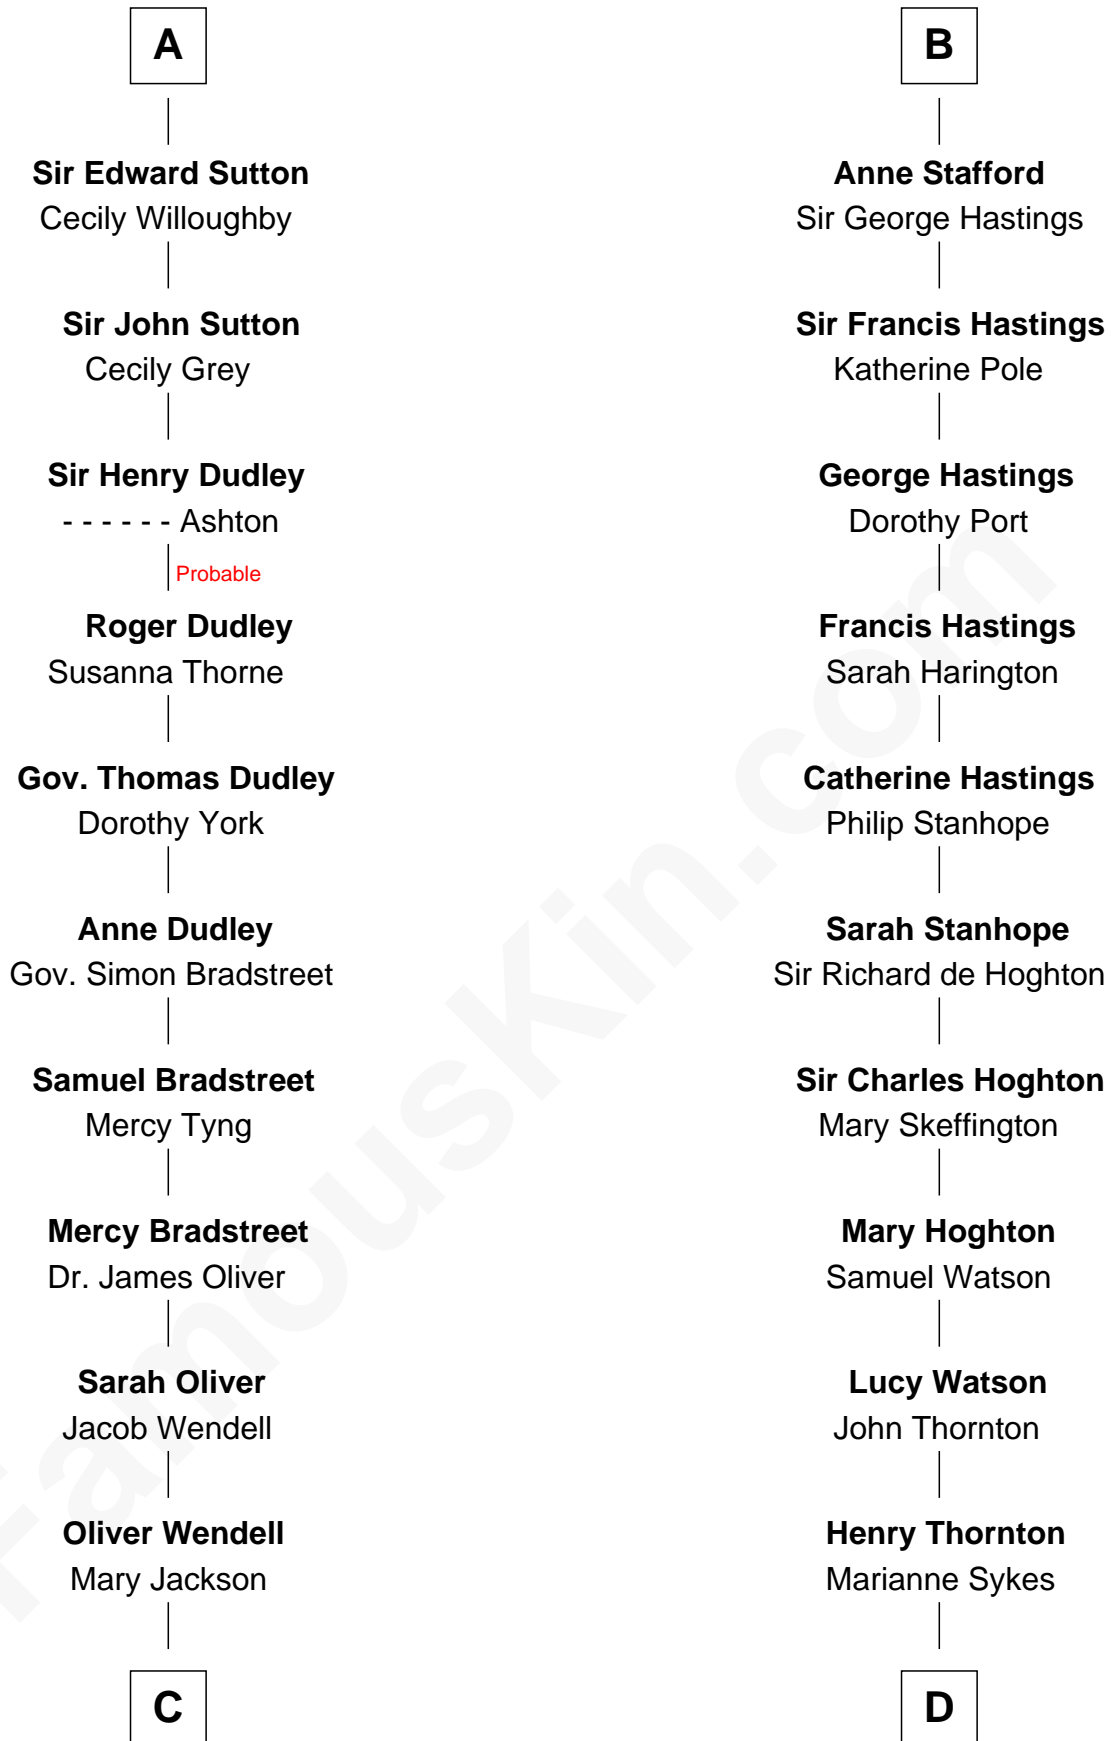 A
Sir Edward Sutton
Cecily Willoughby
Sir John Sutton
Cecily Grey
Sir Henry Dudley
- - - - - - Ashton
Probable
Roger Dudley
Susanna Thorne
Gov. Thomas Dudley
Dorothy York
Anne Dudley
Gov. Simon Bradstreet
Samuel Bradstreet
Mercy Tyng
Mercy Bradstreet
Dr. James Oliver
Sarah Oliver
Jacob Wendell
Oliver Wendell
Mary Jackson
C
B
Anne Stafford
Sir George Hastings
Sir Francis Hastings
Katherine Pole
George Hastings
Dorothy Port
Francis Hastings
Sarah Harington
Catherine Hastings
Philip Stanhope
Sarah Stanhope
Sir Richard de Hoghton
Sir Charles Hoghton
Mary Skeffington
Mary Hoghton
Samuel Watson
Lucy Watson
John Thornton
Henry Thornton
Marianne Sykes
D
FamousKin.com